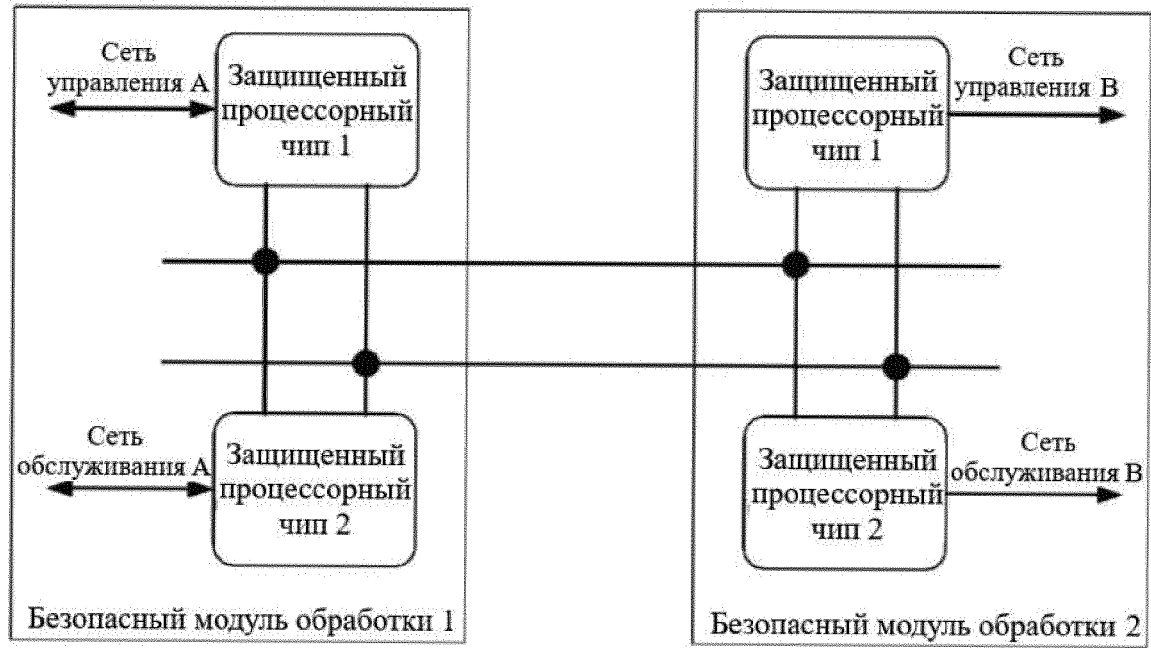 Сеть
управления А
Защищенный
процессорный
чип 1
Защищенный
процессорный
чип 1
Сеть
управления В
Сеть
обслуживания А
Защищенный
процессорный
чип 2
Защищенный
процессорный
чип 2
Сеть
обслуживания В
Безопасный модуль обработки 1
Безопасный модуль обработки 2